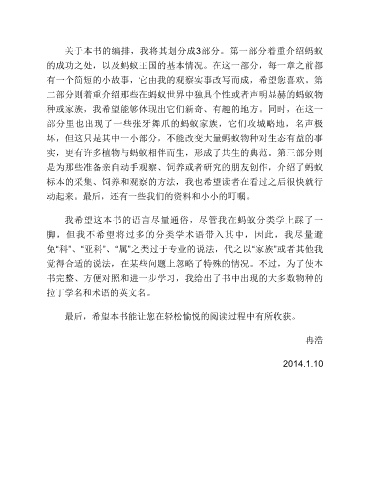 关于本书的编排，我将其划分成3部分。第一部分着重介绍蚂蚁
的成功之处，以及蚂蚁王国的基本情况。在这一部分，每一章之前都
有一个简短的小故事，它由我的观察实事改写而成，希望您喜欢。第
二部分则着重介绍那些在蚂蚁世界中独具个性或者声明显赫的蚂蚁物
种或家族，我希望能够体现出它们新奇、有趣的地方。同时，在这一
部分里也出现了一些张牙舞爪的蚂蚁家族，它们攻城略地，名声极
坏，但这只是其中一小部分，不能改变大量蚂蚁物种对生态有益的事
实，更有许多植物与蚂蚁相伴而生，形成了共生的典范。第三部分则
是为那些准备亲自动手观察、饲养或者研究的朋友创作，介绍了蚂蚁
标本的采集、饲养和观察的方法，我也希望读者在看过之后很快就行
动起来。最后，还有一些我们的资料和小小的叮嘱。
我希望这本书的语言尽量通俗，尽管我在蚂蚁分类学上踩了一
脚，但我不希望将过多的分类学术语带入其中，因此，我尽量避
免“科”、“亚科”、“属”之类过于专业的说法，代之以“家族”或者其他我
觉得合适的说法，在某些问题上忽略了特殊的情况。不过，为了使本
书完整、方便对照和进一步学习，我给出了书中出现的大多数物种的
拉丁学名和术语的英文名。
最后，希望本书能让您在轻松愉悦的阅读过程中有所收获。
冉浩
2014.1.10